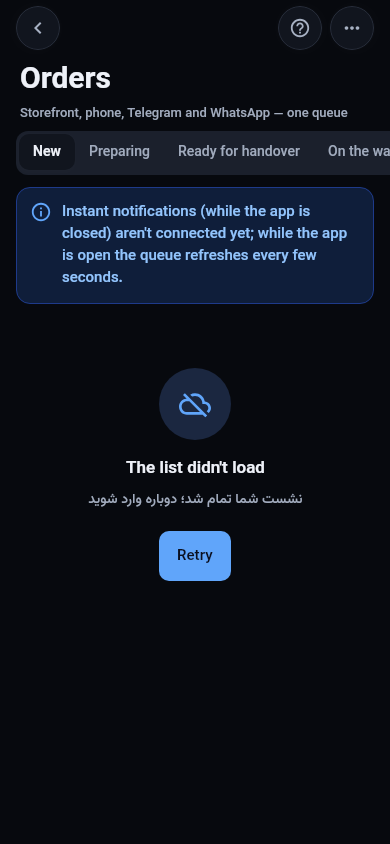 Orders
Storefront, phone, Telegram and WhatsApp — one queue
New
Preparing
Ready for handover
On the wa
Instant notifications (while the app is
closed) aren't connected yet; while the app
is open the queue refreshes every few
seconds.
The list didn't load
نشست شما تمام شد؛ دوباره وارد شوید
Retry